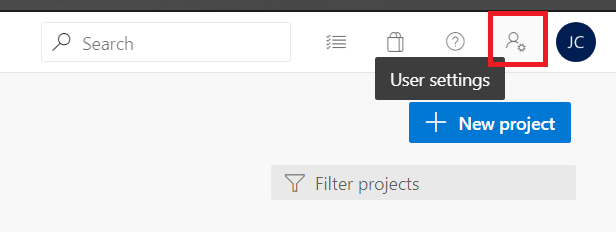 Search
JC
User settings
New project
Filter projects